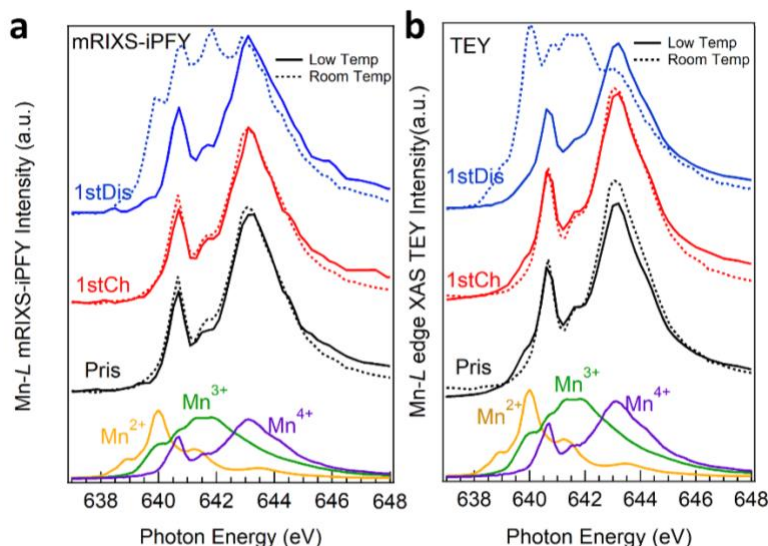 a
mRIXS-iPFY
Low Temp
Room Temp
1stDis
1stCh
Pris
Mn2+
Mn3+
Mn4+
638 640 642 644 646 648
Photon Energy (eV)
Mn-L mRIXS-iPFY Intensity (a.u.)
b
TEY
Low Temp
Room Temp
1stDis
1stCh
Pris
Mn2+
Mn3+
Mn4+
638 640 642 644 646 648
Photon Energy (eV)
Mn-L edge XAS TEY Intensity(a.u.)